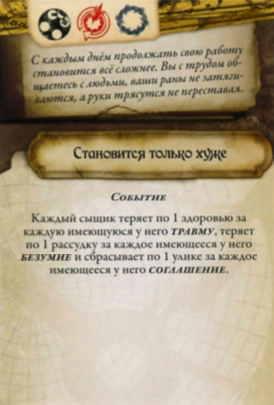 С каждым днём продолжать свою работу
становится всё сложнее. Вы с трудом об-
щаетесь с людьми, ваши раны не затяги-
ваются, а руки трясутся не переставая.
Становится только хуже
Событие
Каждый сыщик теряет по 1 здоровью за
каждую имеющуюся у него ТРАВМУ, теряет
по 1 рассудку за каждое имеющееся у него
БЕЗУМИЕ и сбрасывает по 1 улике за каждое
имеющееся у него СОГЛАШЕНИЕ.